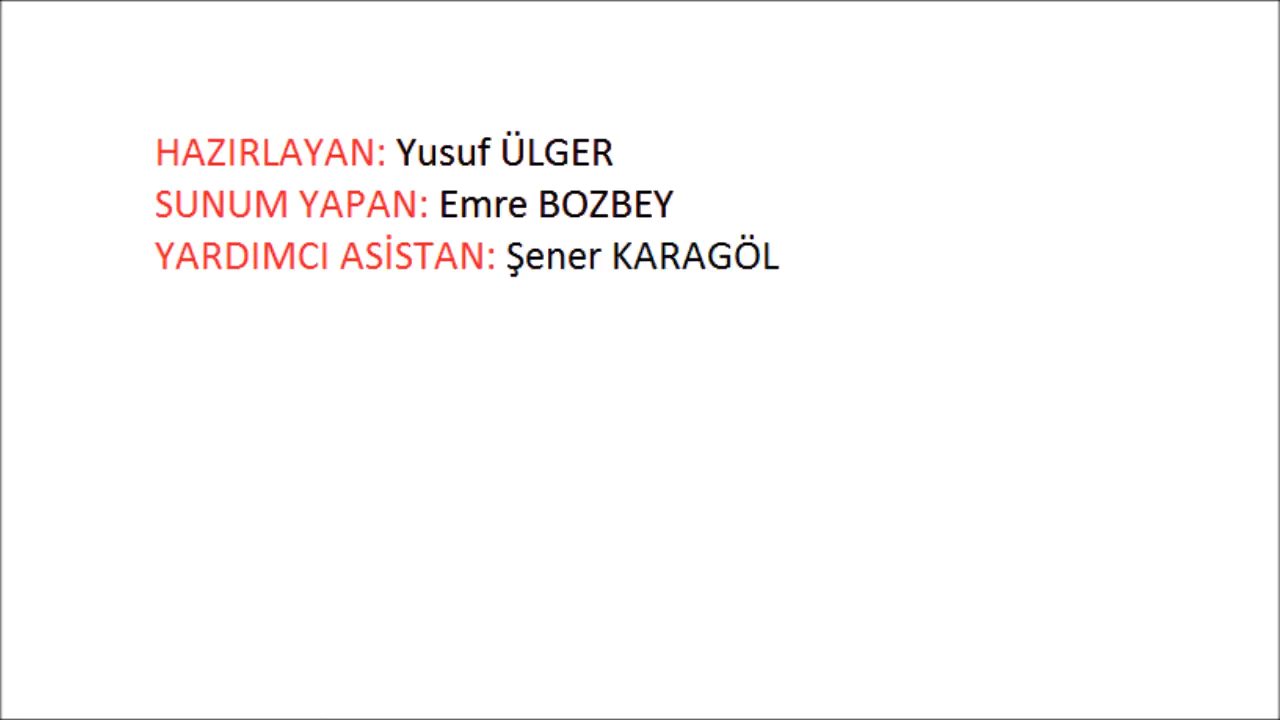 HAZIRLAYAN: Yusuf ÜLGER
SUNUM YAPAN: Emre BOZBEY
YARDIMCI ASİSTAN: Şener KARAGÖL